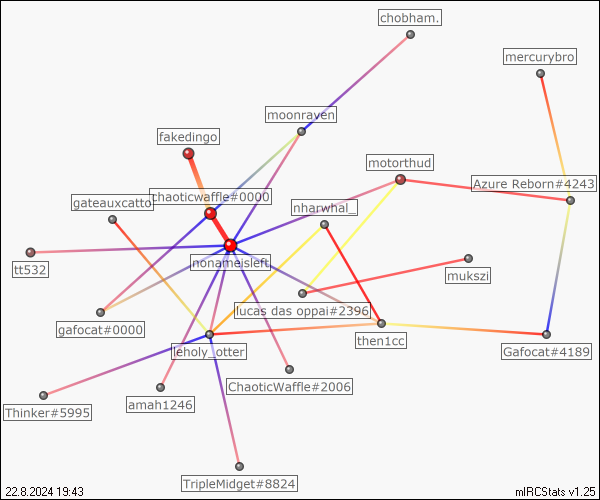 chobham.
mercurybro
moonraven
fakedingo
motorthud
Azure Reborn#4243
chaoticwaffle#0000
gateauxcatto
nharwhal_
nonameisleft
tt532
mukszi
lucas das oppai#2396
gafocat#0000
then1cc
leholy_otter
Gafocat#4189
ChaoticWaffle#2006
amah1246
Thinker#5995
TripleMidget#8824
22.8.2024 19:43
mIRCStats v1.25